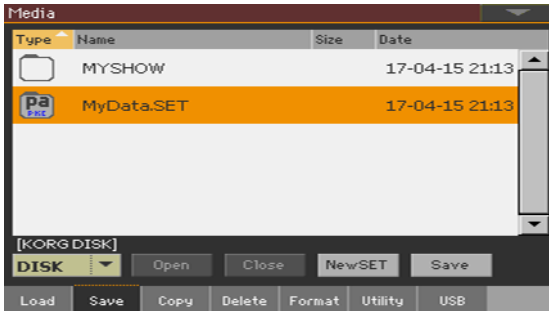 Media
Type Name Size Date
MYSHOW 17-04-15 21:13
pa PKG MyData.SET 17-04-15 21:13
[KORG DISK]
DISK Open Close NewSET Save
Load Save Copy Delete Format Utility USB